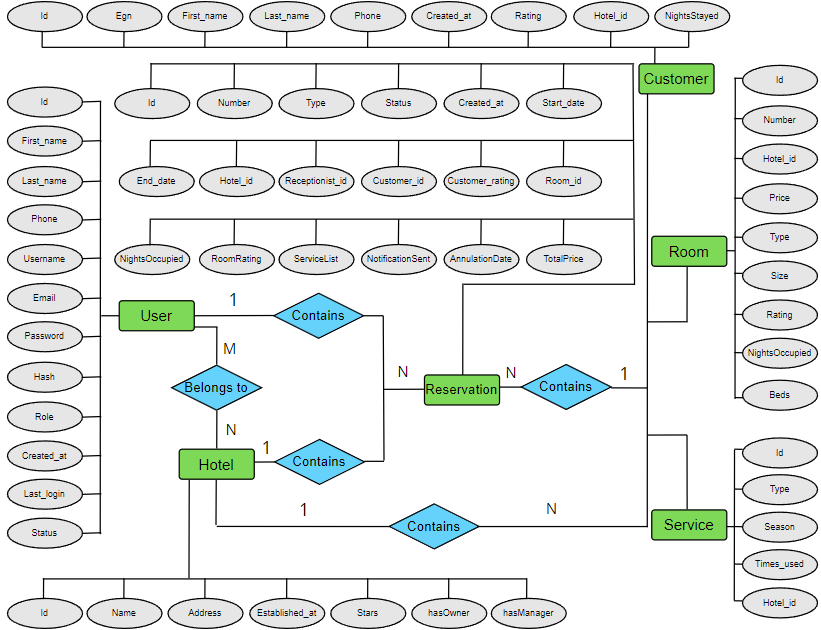 Id
Egn
First_name
Last_name
Phone
Created_at
Rating
Hotel_id
NightsStayed
Customer
Id
Number
Type
Status
Created_at
Start_date
End_date
Hotel_id
Receptionist_id
Customer_id
Customer_rating
Room_id
NightsOccupied
RoomRating
ServiceList
NotificationSent
AnnulationDate
TotalPrice
Id
First_name
Last_name
Phone
Username
Email
Password
Hash
Role
Created_at
Last_login
Status
Id
Number
Hotel_id
Price
Type
Size
Rating
NightsOccupied
Beds
Room
User
1
Contains
M
Belongs to
N
N
Reservation
N
Contains
1
Hotel
1
Contains
1
Contains
N
Service
Id
Type
Season
Times_used
Hotel_id
Id
Name
Address
Established_at
Stars
hasOwner
hasManager